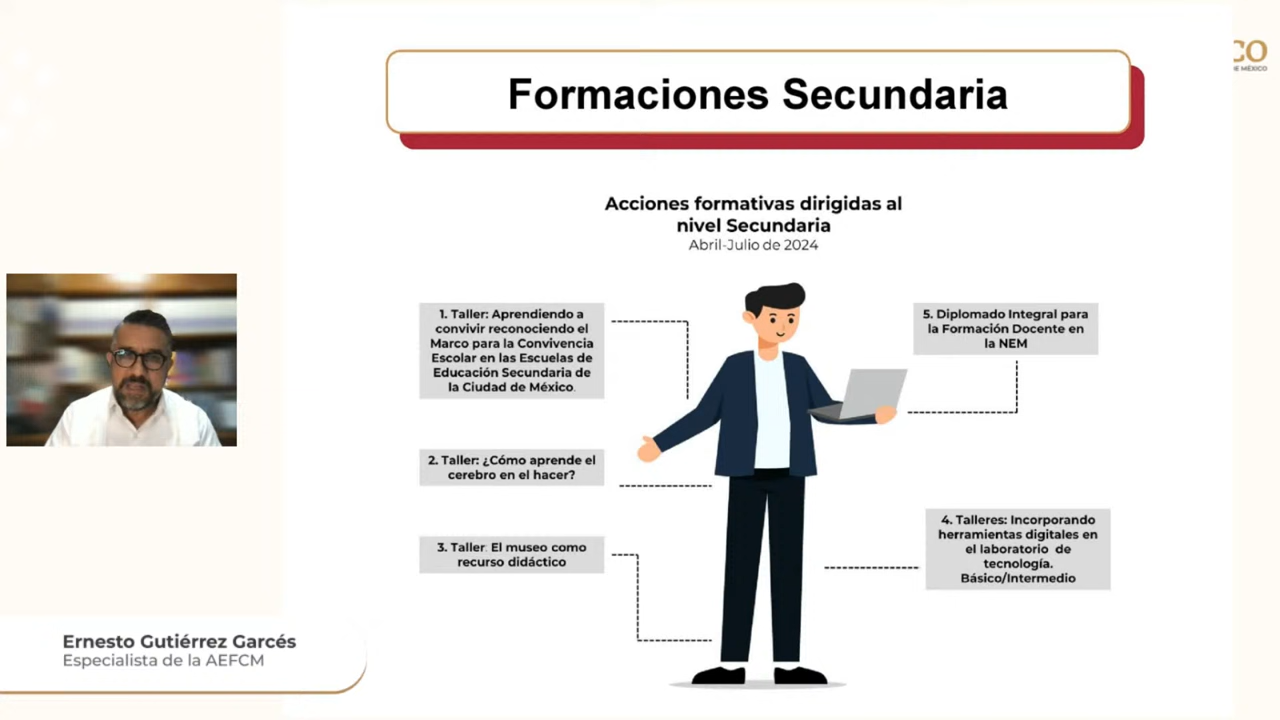 Formaciones Secundaria
CO
DE MÉXICO
Acciones formativas dirigidas al
nivel Secundaria
Abril-Julio de 2024
1. Taller: Aprendiendo a
convivir reconociendo el
Marco para la Convivencia
Escolar en las Escuelas de
Educación Secundaria de
la Ciudad de México.
2. Taller: ¿Cómo aprende el
cerebro en el hacer?
3. Taller: El museo como
recurso didáctico
5. Diplomado Integral para
la Formación Docente en
la NEM
4. Talleres: Incorporando
herramientas digitales en
el laboratorio de
tecnología.
Básico/Intermedio
Ernesto Gutiérrez Garcés
Especialista de la AEFCM